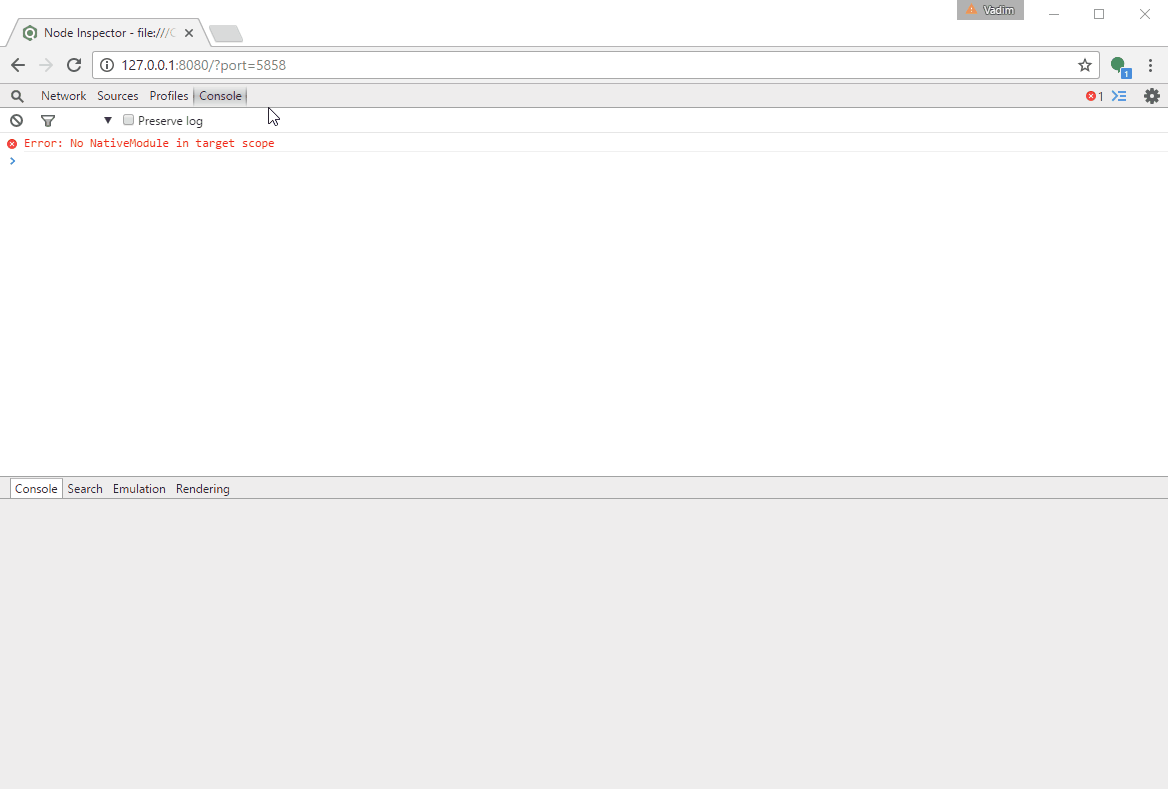 Vadim
Node Inspector - file:///C
127.0.0.1:8080/?port=5858
1
Network Sources Profiles Console
1
Preserve log
Error: No NativeModule in target scope
Console Search Emulation Rendering